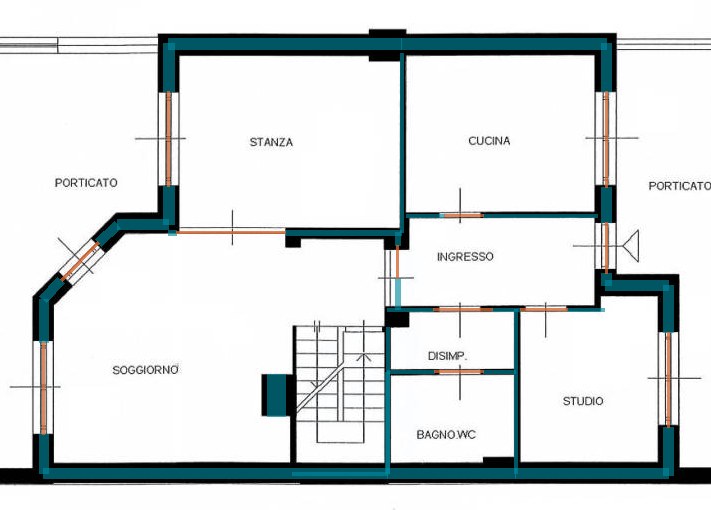 STANZA
CUCINA
PORTICATO
PORTICATO
INGRESSO
DISIMP.
SOGGIORNO
STUDIO
BAGNO.WC